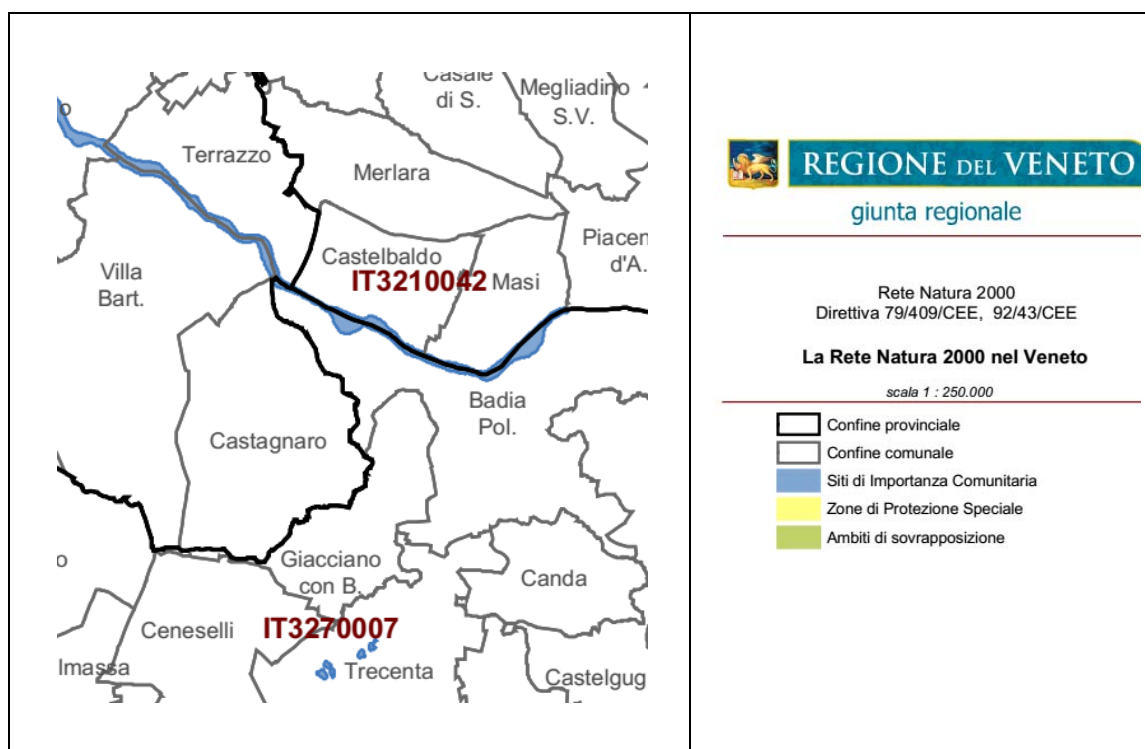 Casale
di S.
Megliadino
S.V.
o
Terrazzo
Merlara
Piacen
d'A.
Castelbaldo
IT3210042
Masi
Villa
Bart.
Badia
Pol.
Castagnaro
Giacciano
con B.
o
Canda
Ceneselli
IT3270007
lmassa
Trecenta
Castelgug
REGIONE DEL VENETO
giunta regionale
Rete Natura 2000
Direttiva 79/409/CEE, 92/43/CEE
La Rete Natura 2000 nel Veneto
scala 1 : 250.000
Confine provinciale
Confine comunale
Siti di Importanza Comunitaria
Zone di Protezione Speciale
Ambiti di sovrapposizione